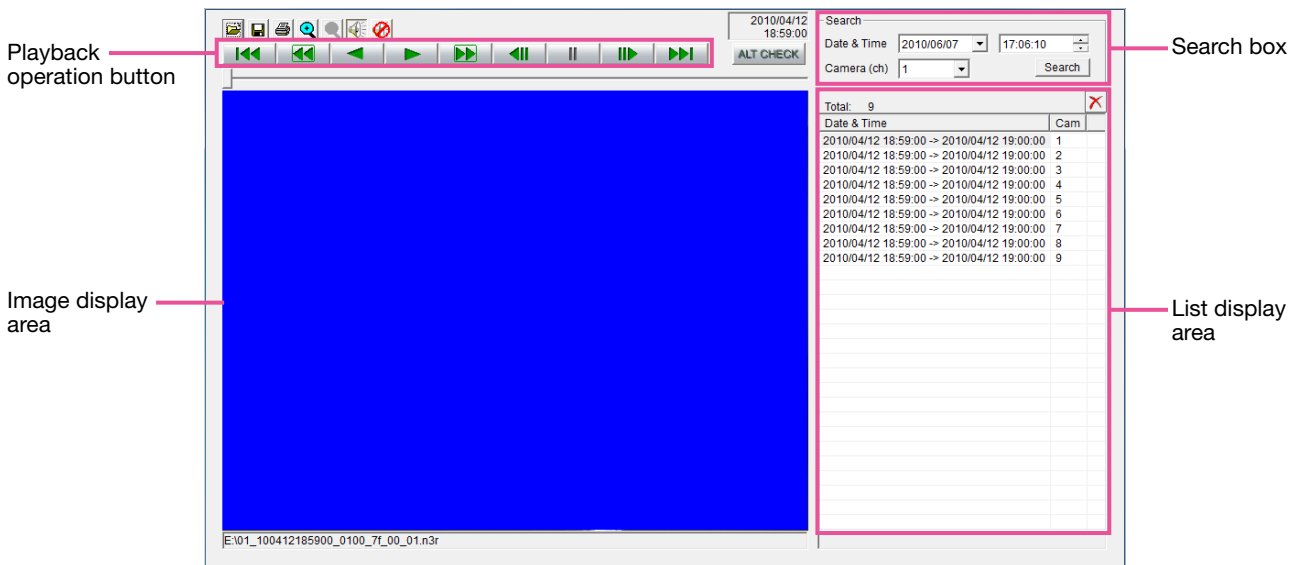 Playback
operation button
2010/04/12
18:59:00
ALT CHECK
Search
Date & Time 2010/06/07 17:06:10
Camera (ch) 1 Search
Search box
Total: 9
Date & Time Cam
2010/04/12 18:59:00 -> 2010/04/12 19:00:00 1
2010/04/12 18:59:00 -> 2010/04/12 19:00:00 2
2010/04/12 18:59:00 -> 2010/04/12 19:00:00 3
2010/04/12 18:59:00 -> 2010/04/12 19:00:00 4
2010/04/12 18:59:00 -> 2010/04/12 19:00:00 5
2010/04/12 18:59:00 -> 2010/04/12 19:00:00 6
2010/04/12 18:59:00 -> 2010/04/12 19:00:00 7
2010/04/12 18:59:00 -> 2010/04/12 19:00:00 8
2010/04/12 18:59:00 -> 2010/04/12 19:00:00 9
Image display
area
List display
area
E:\01_100412185900_0100_7f_00_01.n3r